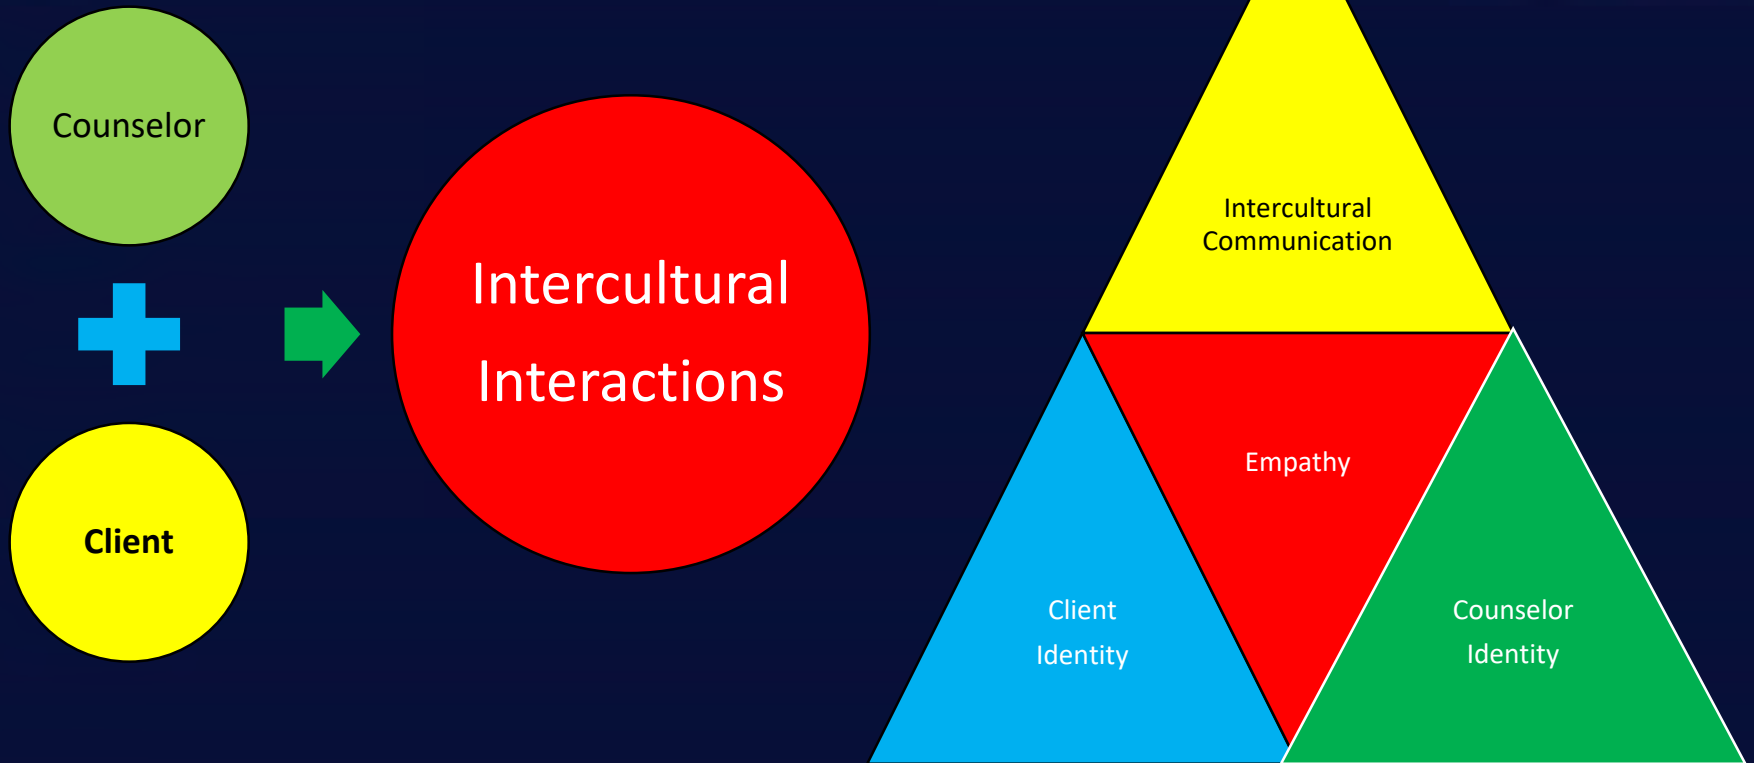 Counselor
Client
Intercultural
Interactions
Intercultural
Communication
Empathy
Client
Identity
Counselor
Identity